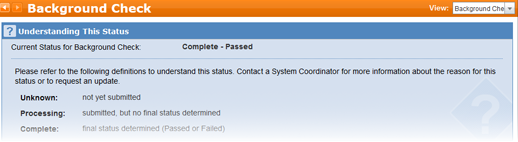 Background Check
View: Background Che
Understanding This Status
Current Status for Background Check: Complete - Passed
Please refer to the following definitions to understand this status. Contact a System Coordinator for more information about the reason for this
status or to request an update.
Unknown: not yet submitted
Processing: submitted, but no final status determined
Complete: final status determined (Passed or Failed)